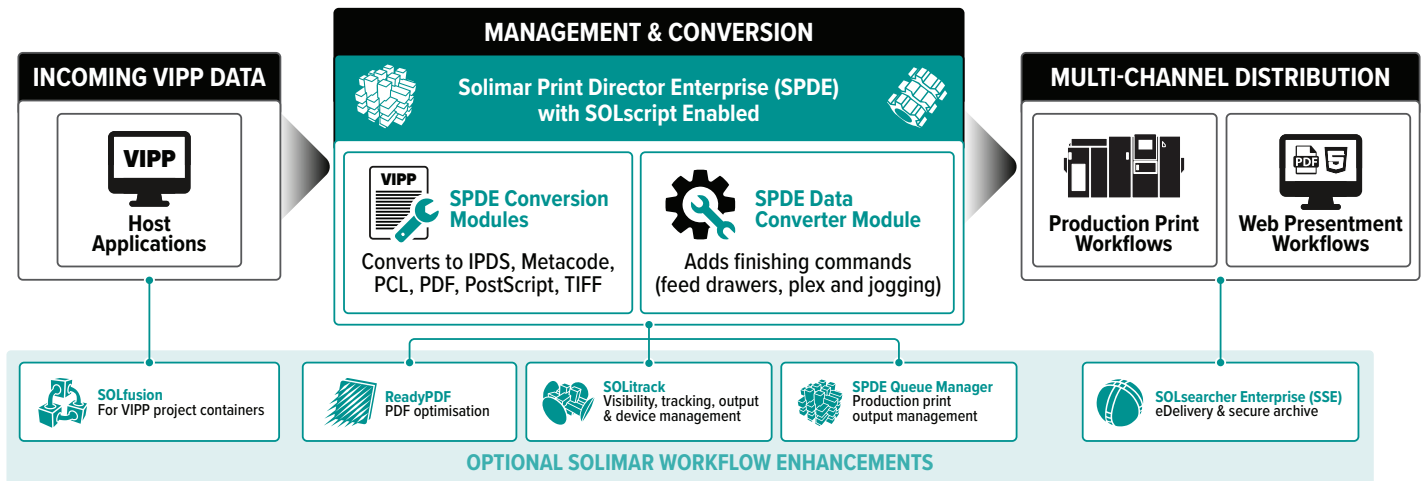 INCOMING VIPP DATA
VIPP
Host
Applications
MANAGEMENT & CONVERSION
Solimar Print Director Enterprise (SPDE)
with SOLscript Enabled
VIPP
SPDE Conversion
Modules
Converts to IPDS, Metacode,
PCL, PDF, PostScript, TIFF
SPDE Data
Converter Module
Adds finishing commands
(feed drawers, plex and jogging)
MULTI-CHANNEL DISTRIBUTION
Production Print
Workflows
PDF
5
Web Presentment
Workflows
SOLfusion
For VIPP project containers
ReadyPDF
PDF optimisation
SOLitrack
Visibility, tracking, output
& device management
SPDE Queue Manager
Production print
output management
SOLsearcher Enterprise (SSE)
eDelivery & secure archive
OPTIONAL SOLIMAR WORKFLOW ENHANCEMENTS